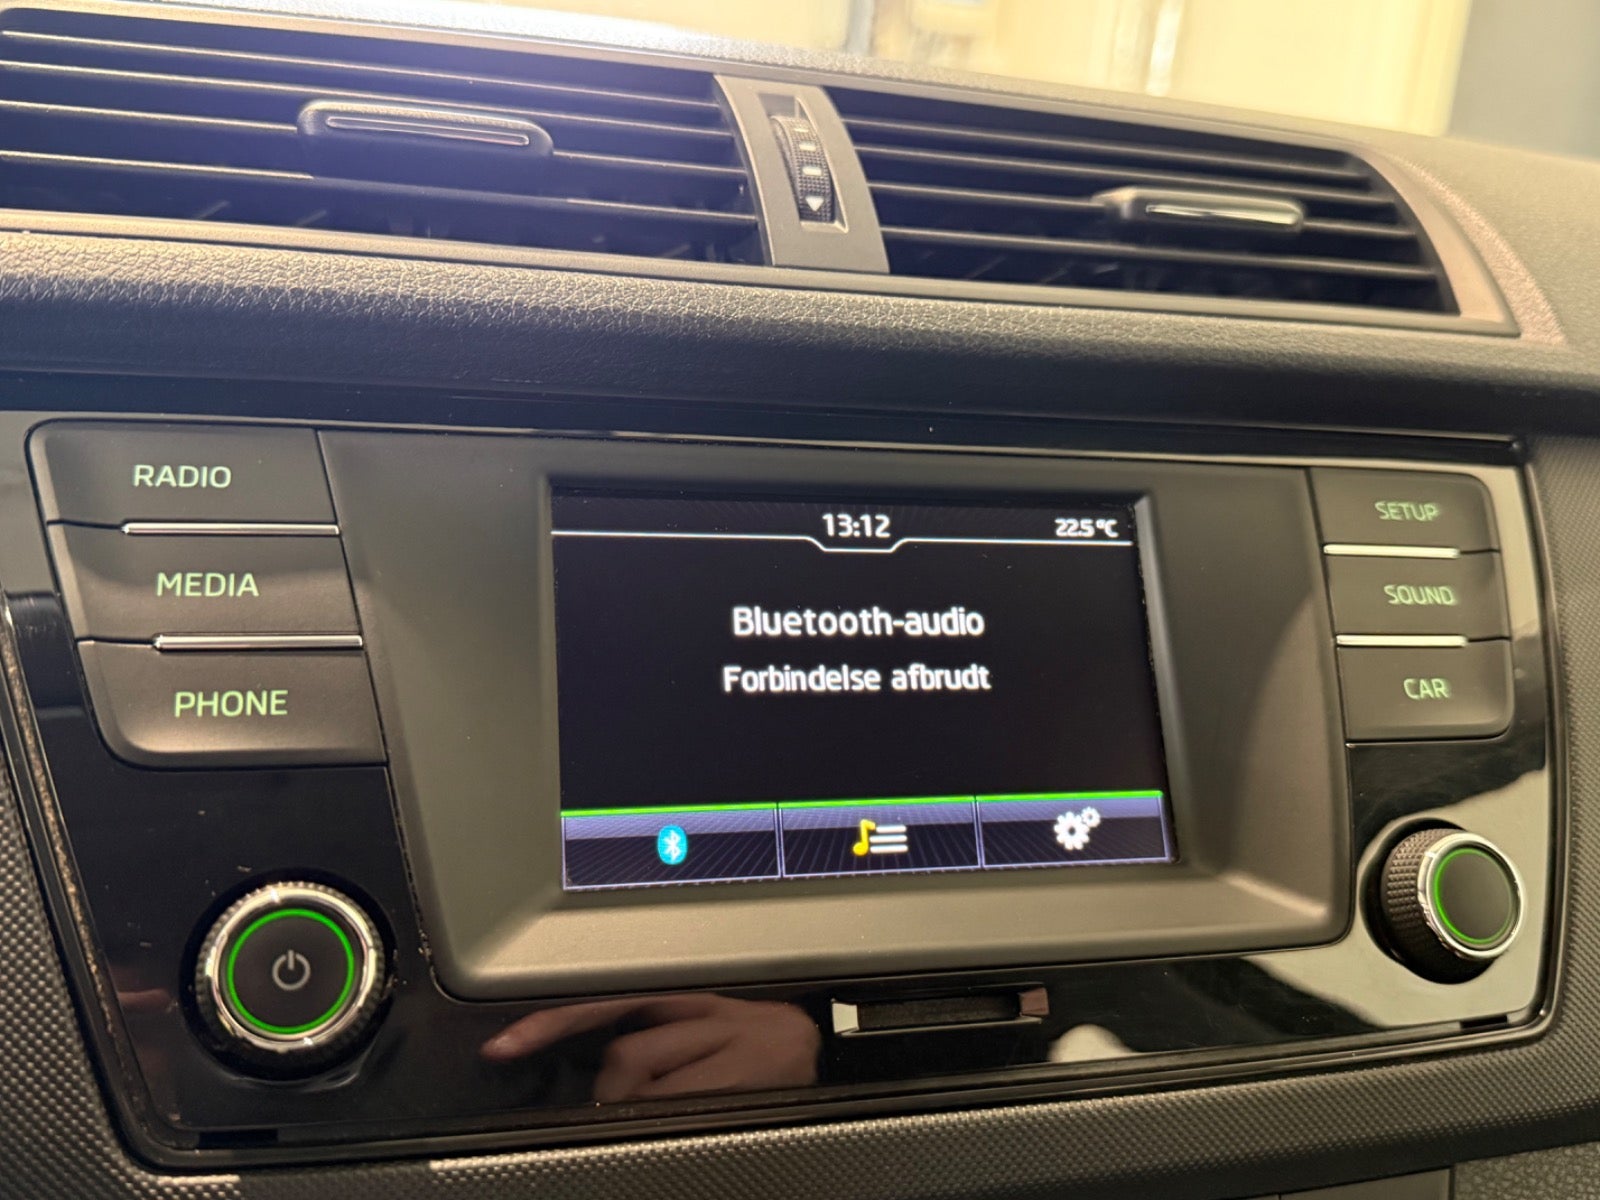 RADIO
MEDIA
PHONE
13:12
22.5°C
Bluetooth-audio
Forbindelse afbrudt
SETUP
SOUND
CAR